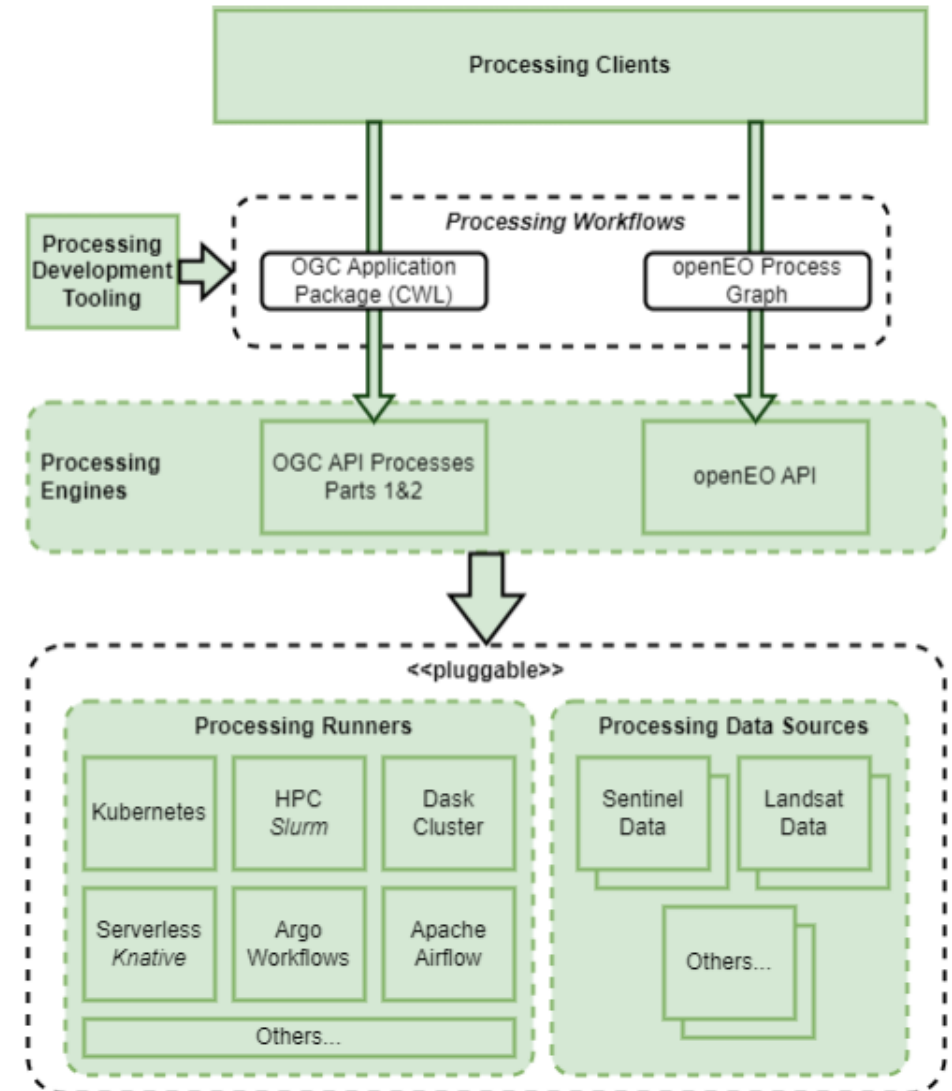 Processing Clients
Processing Workflows
Processing
Development
Tooling
OGC Application
Package (CWL)
openEO Process
Graph
Processing
Engines
OGC API Processes
Parts 1&2
openEO API
<<pluggable>>
Processing Runners
Kubernetes
HPC
Slurm
Dask
Cluster
Serverless
Knative
Argo
Workflows
Apache
Airflow
Others...
Processing Data Sources
Sentinel
Data
Landsat
Data
Others...